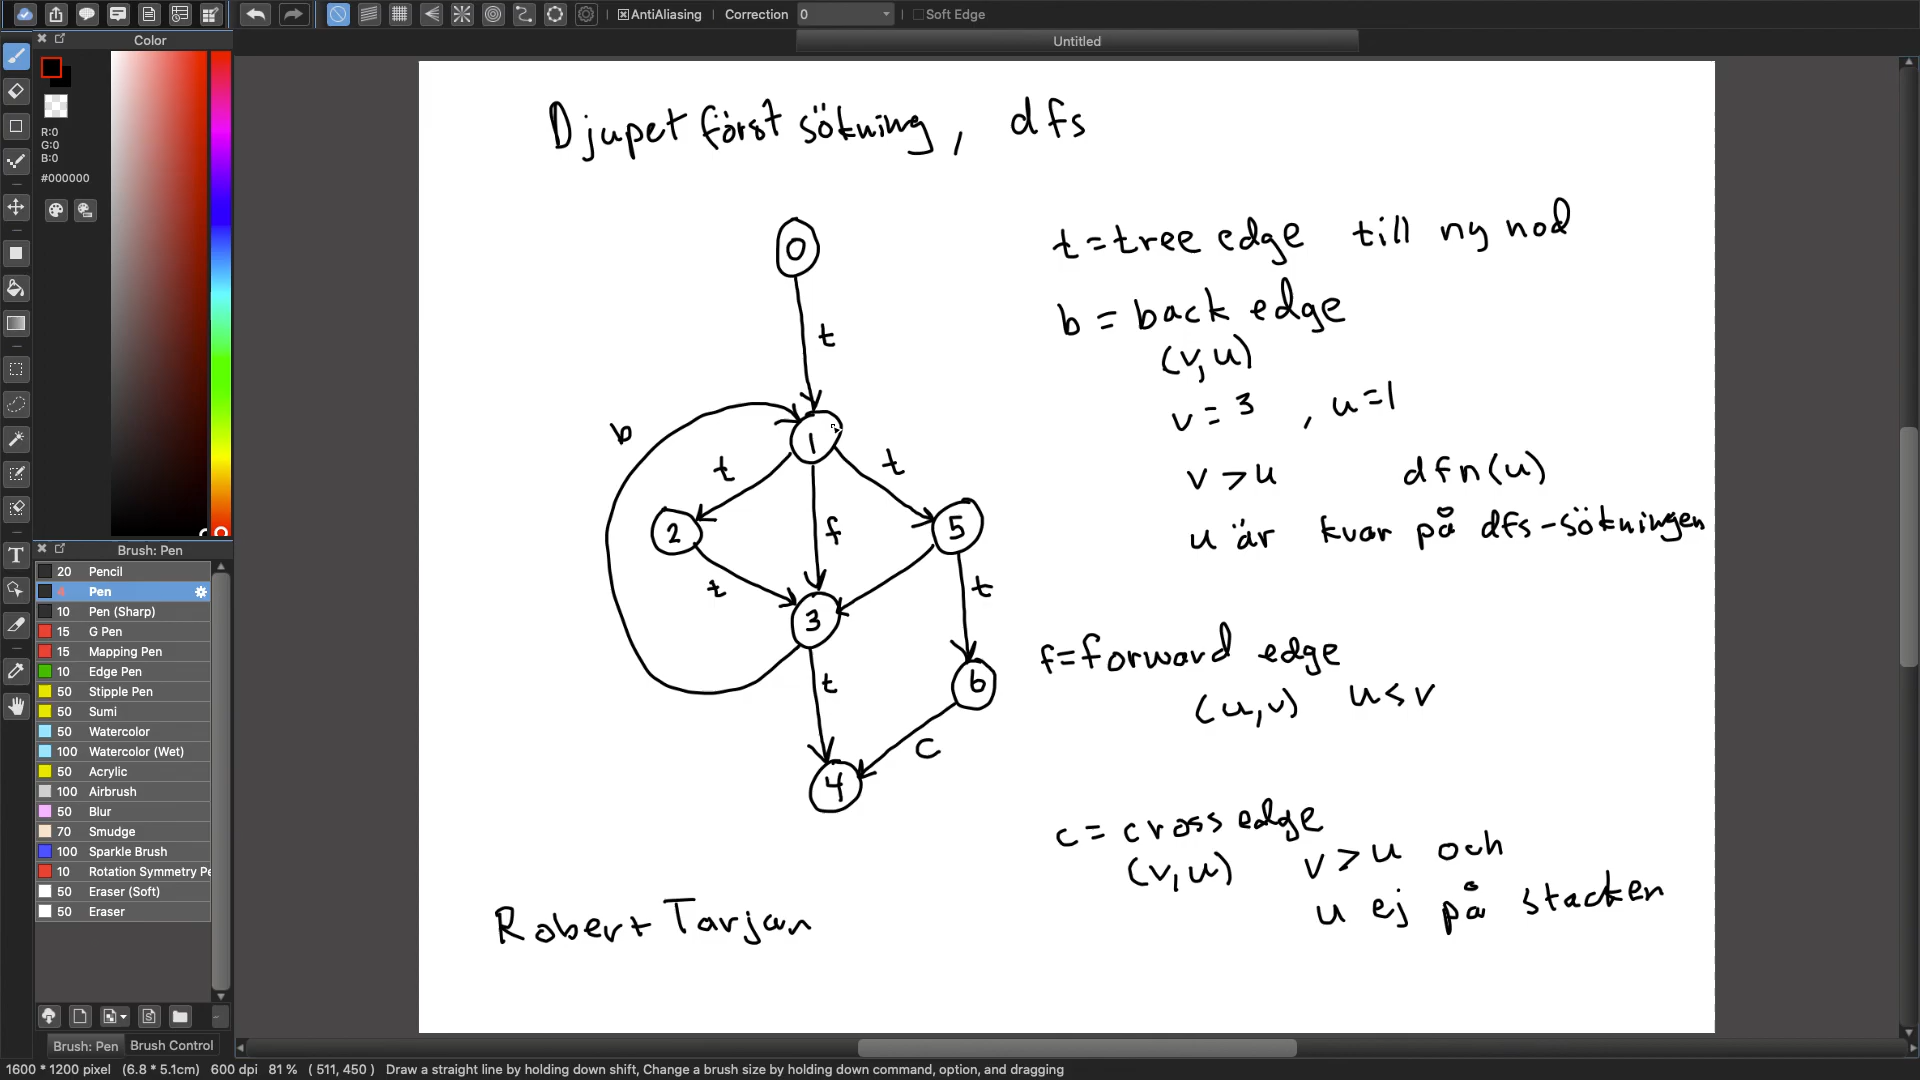 AntiAliasing Correction 0 Soft Edge
Color
Untitled
R:0
G:0
B:0
#000000
Djupet först sökning, dfs
0
t = tree edge till ny nod
t
b = back edge
(v, u)
v = 3 , u = 1
b
1
t
t
v > u dfn(u)
2
f
5
u är kvar på dfs-sökningen
t
t
3
f = forward edge
t
6
(u, v) u ≤ v
c
4
c = cross edge
(v, u) v > u och
u ej på stacken
Robert Tarjan
Brush: Pen
20 Pencil
4 Pen
10 Pen (Sharp)
15 G Pen
15 Mapping Pen
10 Edge Pen
50 Stipple Pen
50 Sumi
50 Watercolor
100 Watercolor (Wet)
50 Acrylic
100 Airbrush
50 Blur
70 Smudge
100 Sparkle Brush
10 Rotation Symmetry Pe
50 Eraser (Soft)
50 Eraser
Brush: Pen Brush Control
1600 * 1200 pixel (6.8 * 5.1cm) 600 dpi 81 % ( 511, 450 ) Draw a straight line by holding down shift, Change a brush size by holding down command, option, and dragging